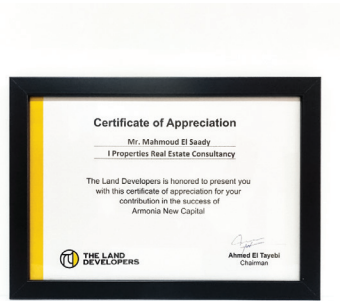 Certificate of Appreciation
Mr. Mahmoud El Saady
I Properties Real Estate Consultancy
The Land Developers is honored to present you
with this certificate of appreciation for your
contribution in the success of
Armonia New Capital
THE LAND
DEVELOPERS
Ahmed El Tayebi
Chairman